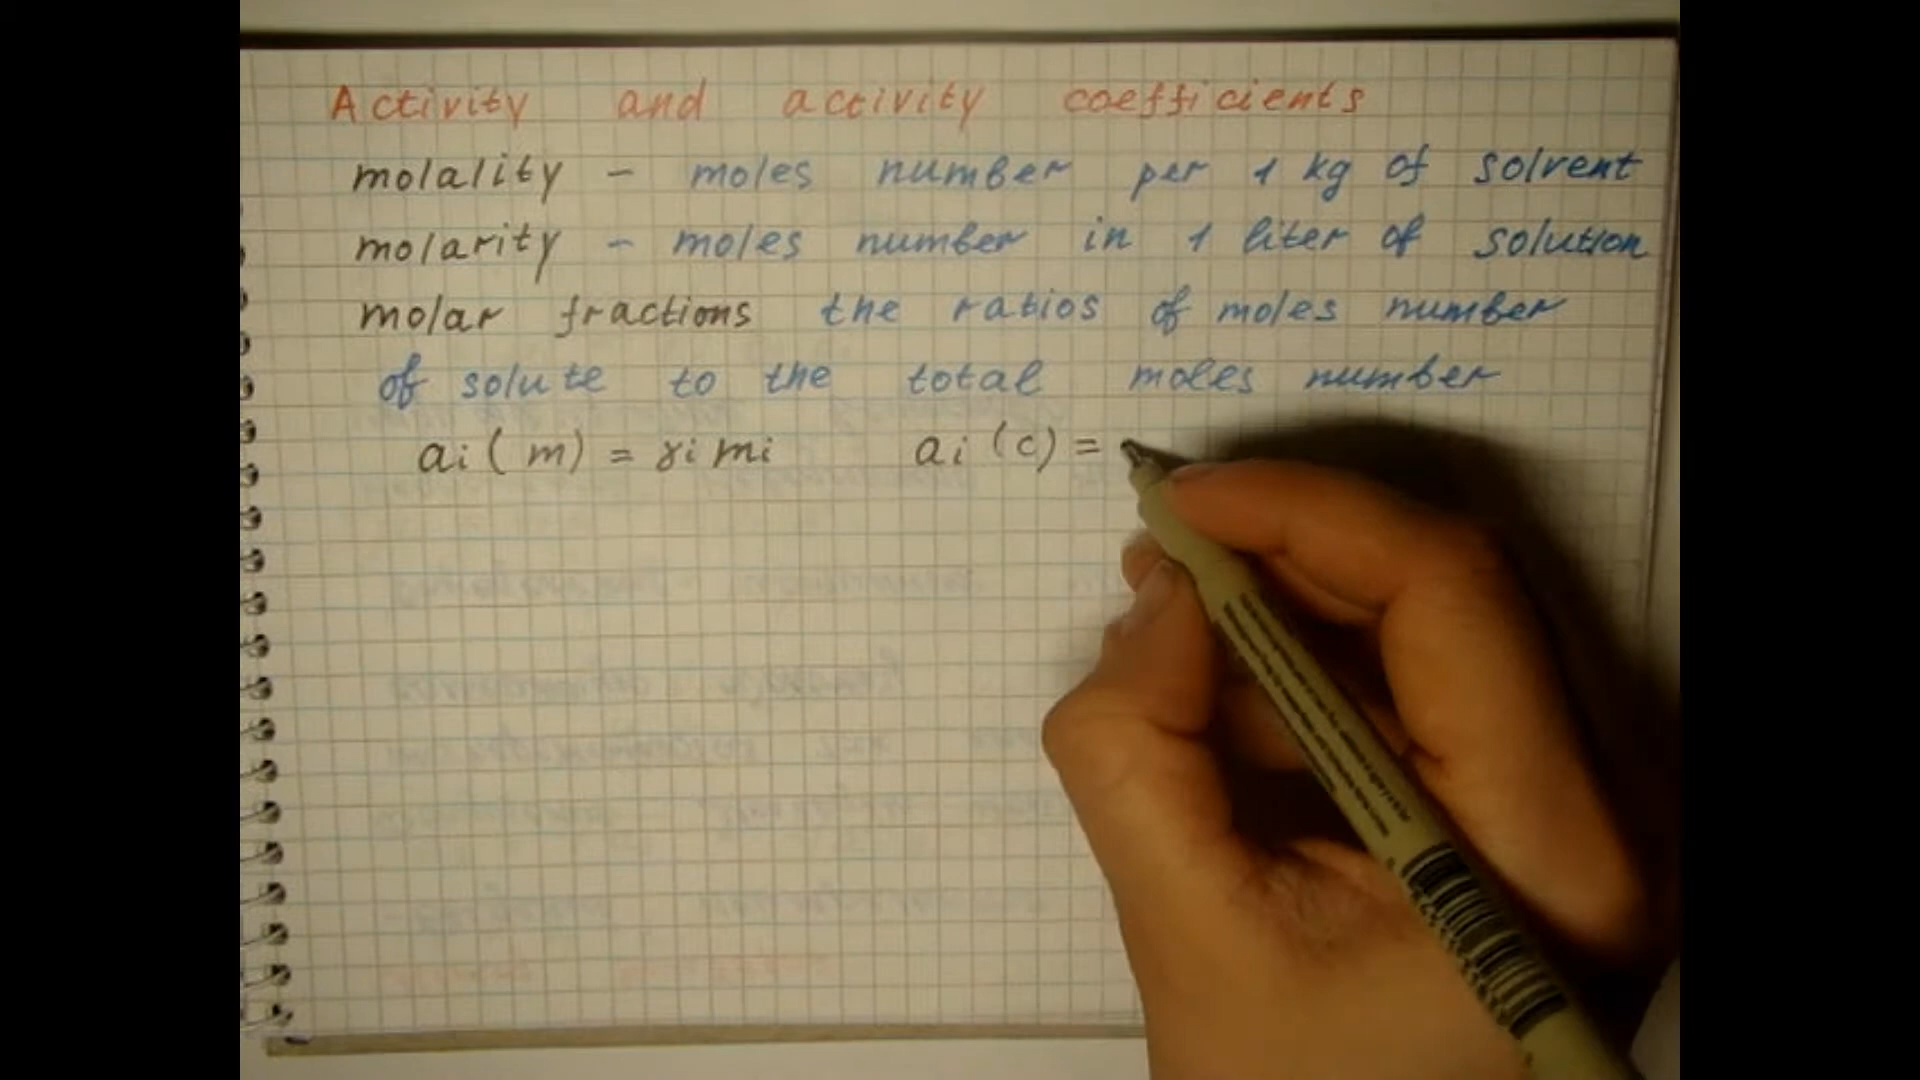 Activity and activity coefficients
molality - moles number per 1 kg of solvent
molarity - moles number in 1 liter of solution
molar fractions the ratios of moles number
of solute to the total moles number
ai (m) = γi mi ai (c) =